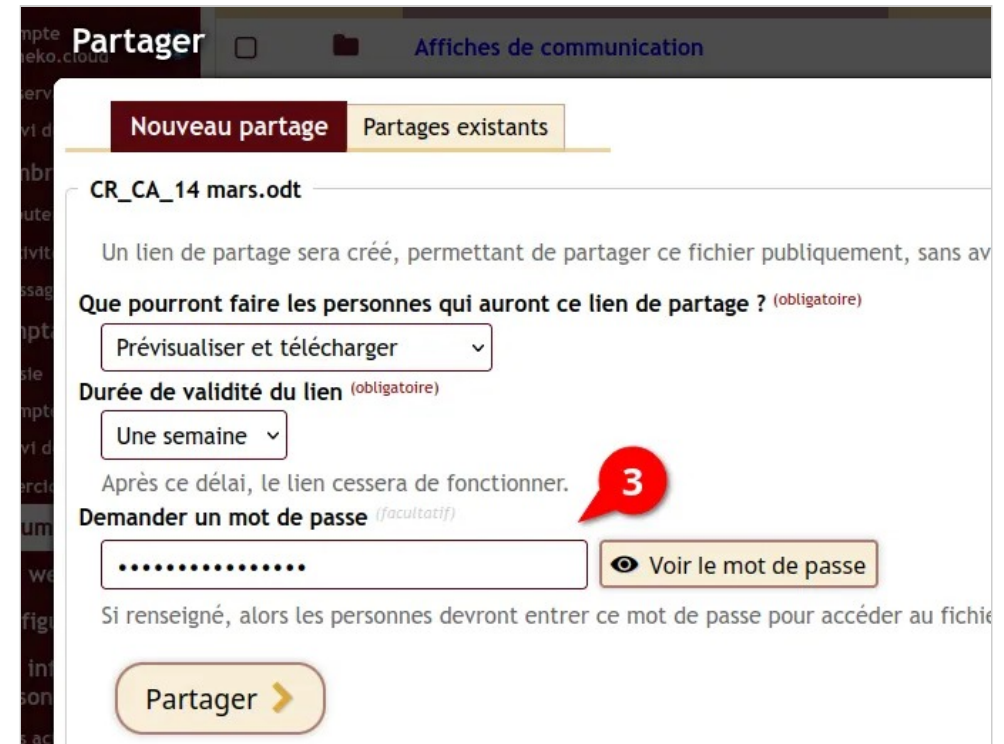 Partager
Affiches de communication
Nouveau partage
Partages existants
CR_CA_14 mars.odt
Un lien de partage sera créé, permettant de partager ce fichier publiquement, sans
Que pourront faire les personnes qui auront ce lien de partage ? (obligatoire)
Prévisualiser et télécharger
Durée de validité du lien (obligatoire)
Une semaine
Après ce délai, le lien cessera de fonctionner.
3
Demander un mot de passe (facultatif)
••••••••••••••••
Voir le mot de passe
Si renseigné, alors les personnes devront entrer ce mot de passe pour accéder au
Partager